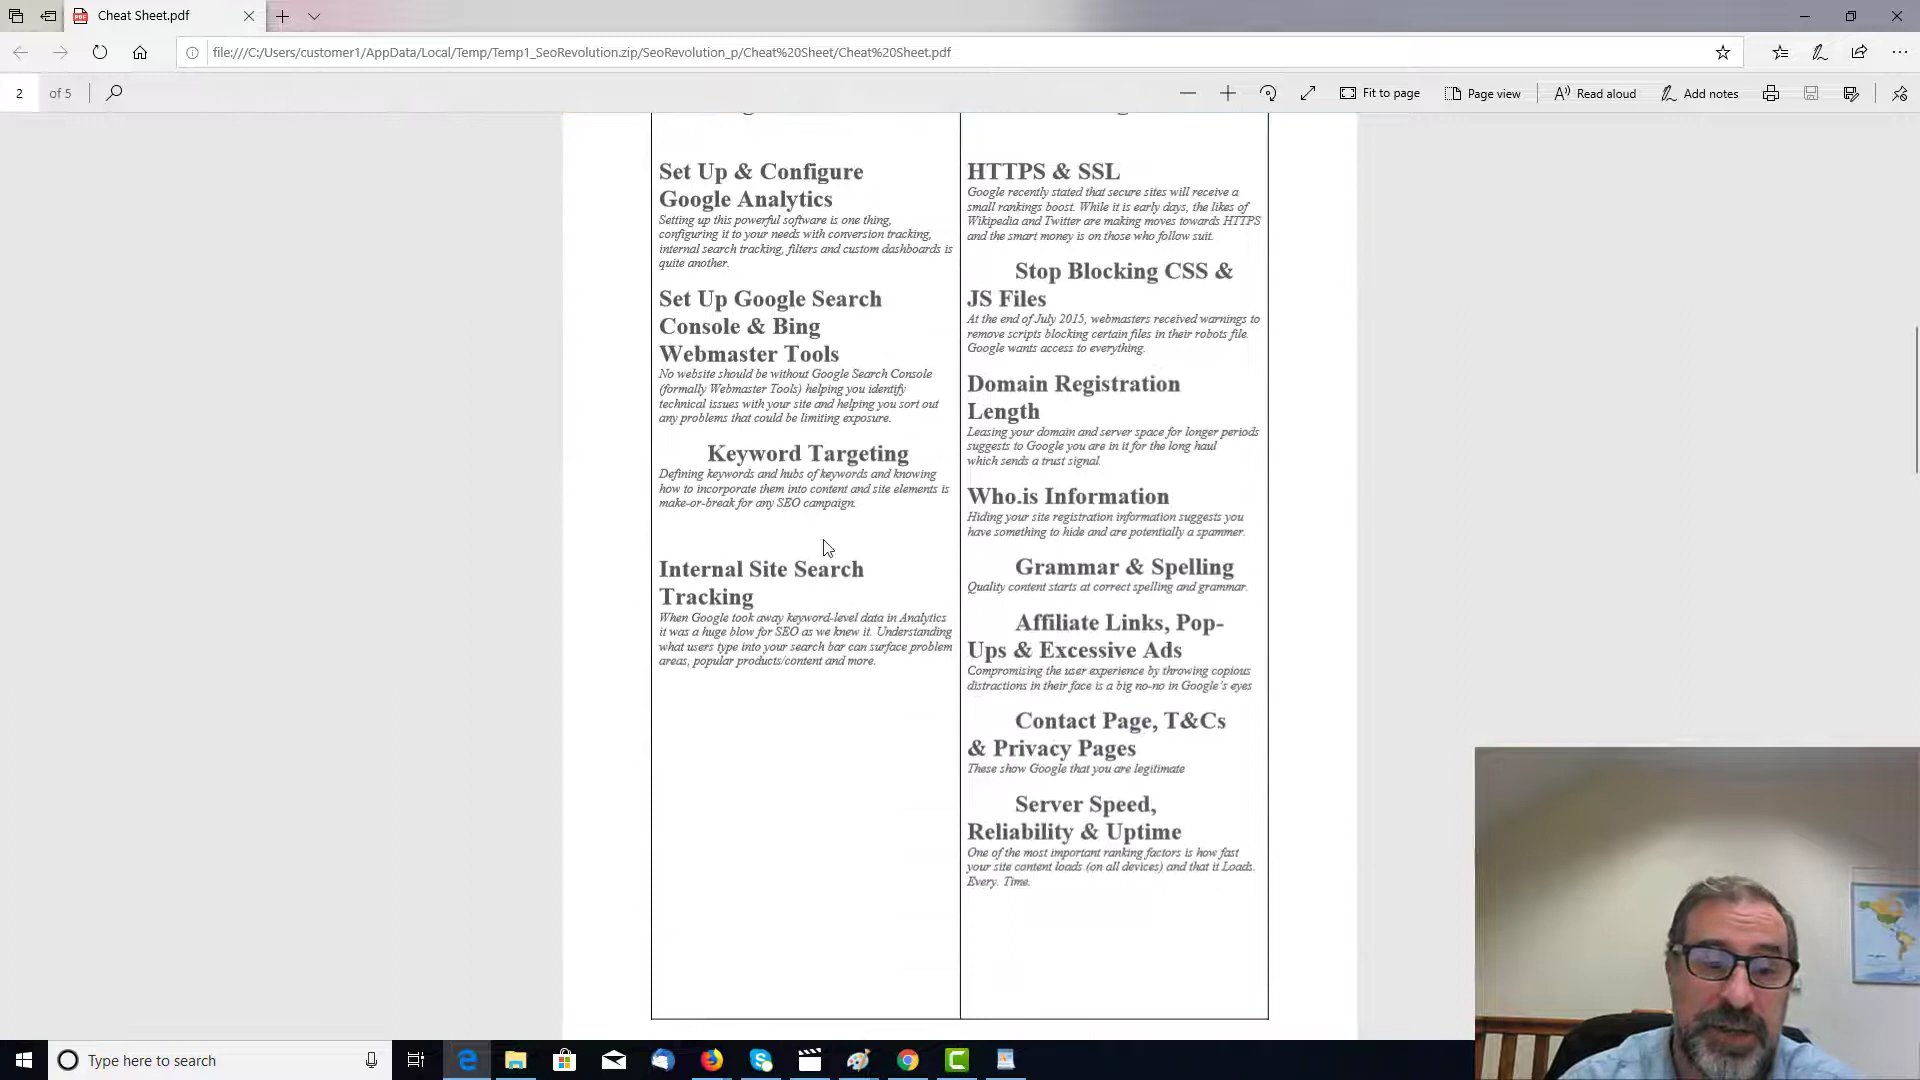 Cheat Sheet.pdf
file:///C:/Users/customer1/AppData/Local/Temp/Temp1_SeoRevolution.zip/SeoRevolution_p/Cheat%20Sheet/Cheat%20Sheet.pdf
2 of 5
Fit to page
Page view
Read aloud
Add notes
Set Up & Configure
Google Analytics
Setting up this powerful software is one thing,
configuring it to your needs with conversion tracking,
internal search tracking, filters and custom dashboards is
quite another.
Set Up Google Search
Console & Bing
Webmaster Tools
No website should be without Google Search Console
(formally Webmaster Tools) helping you identify
technical issues with your site and helping you sort out
any problems that could be limiting exposure.
Keyword Targeting
Defining keywords and hubs of keywords and knowing
how to incorporate them into content and site elements is
make-or-break for any SEO campaign.
Internal Site Search
Tracking
When Google took away keyword-level data in Analytics
it was a huge blow for SEO as we knew it. Understanding
what users type into your search bar can surface problem
areas, popular products/content and more.
HTTPS & SSL
Google recently stated that secure sites will receive a
small rankings boost. While it is early days, the likes of
Wikipedia and Twitter are making moves towards HTTPS
and the smart money is on those who follow suit.
Stop Blocking CSS &
JS Files
At the end of July 2015, webmasters received warnings to
remove scripts blocking certain files in their robots file.
Google wants access to everything.
Domain Registration
Length
Leasing your domain and server space for longer periods
suggests to Google you are in it for the long haul
which sends a trust signal.
Who.is Information
Hiding your site registration information suggests you
have something to hide and are potentially a spammer.
Grammar & Spelling
Quality content starts at correct spelling and grammar.
Affiliate Links, Pop-
Ups & Excessive Ads
Compromising the user experience by throwing copious
distractions in their face is a big no-no in Google's eyes
Contact Page, T&Cs
& Privacy Pages
These show Google that you are legitimate
Server Speed,
Reliability & Uptime
One of the most important ranking factors is how fast
your site content loads (on all devices) and that it Loads.
Every. Time.
Type here to search